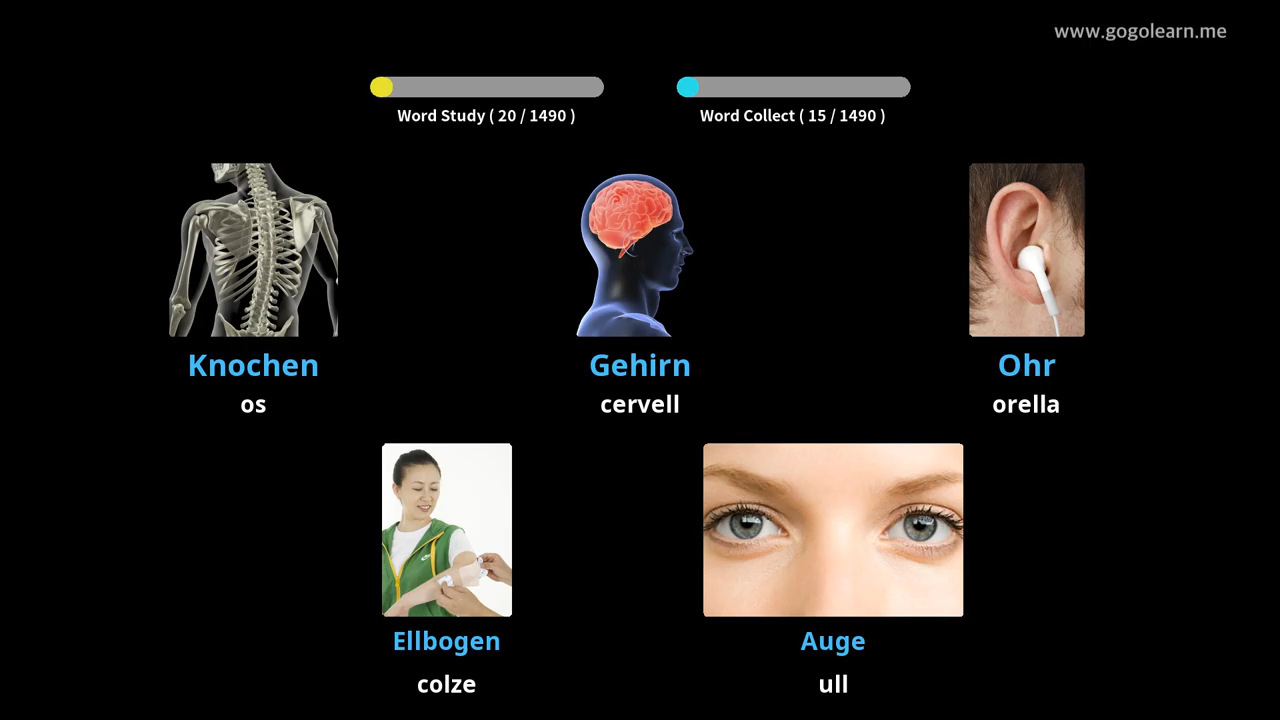 www.gogolearn.me
Word Study ( 20 / 1490 )
Word Collect ( 15 / 1490 )
Knochen
os
Gehirn
cervell
Ohr
orella
Ellbogen
colze
Auge
ull